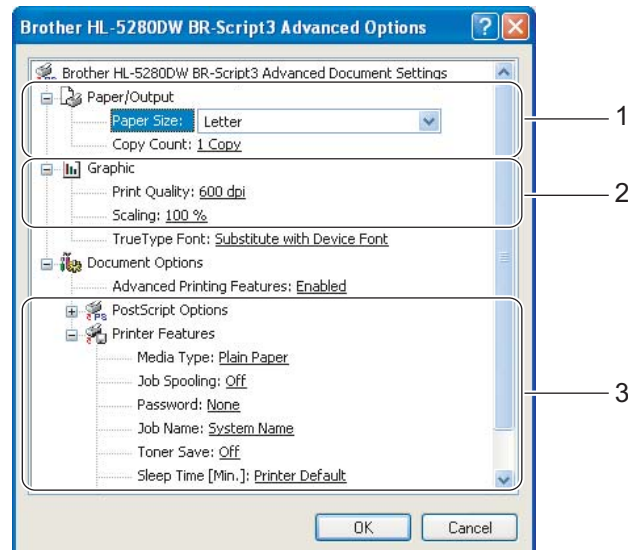 Brother HL-5280DW BR-Script3 Advanced Options
Brother HL-5280DW BR-Script3 Advanced Document Settings
Paper/Output
Paper Size: Letter
1
Copy Count: 1 Copy
Graphic
Print Quality: 600 dpi
2
Scaling: 100 %
TrueType Font: Substitute with Device Font
Document Options
Advanced Printing Features: Enabled
PostScript Options
Printer Features
Media Type: Plain Paper
Job Spooling: Off
3
Password: None
Job Name: System Name
Toner Save: Off
Sleep Time [Min.]: Printer Default
OK Cancel